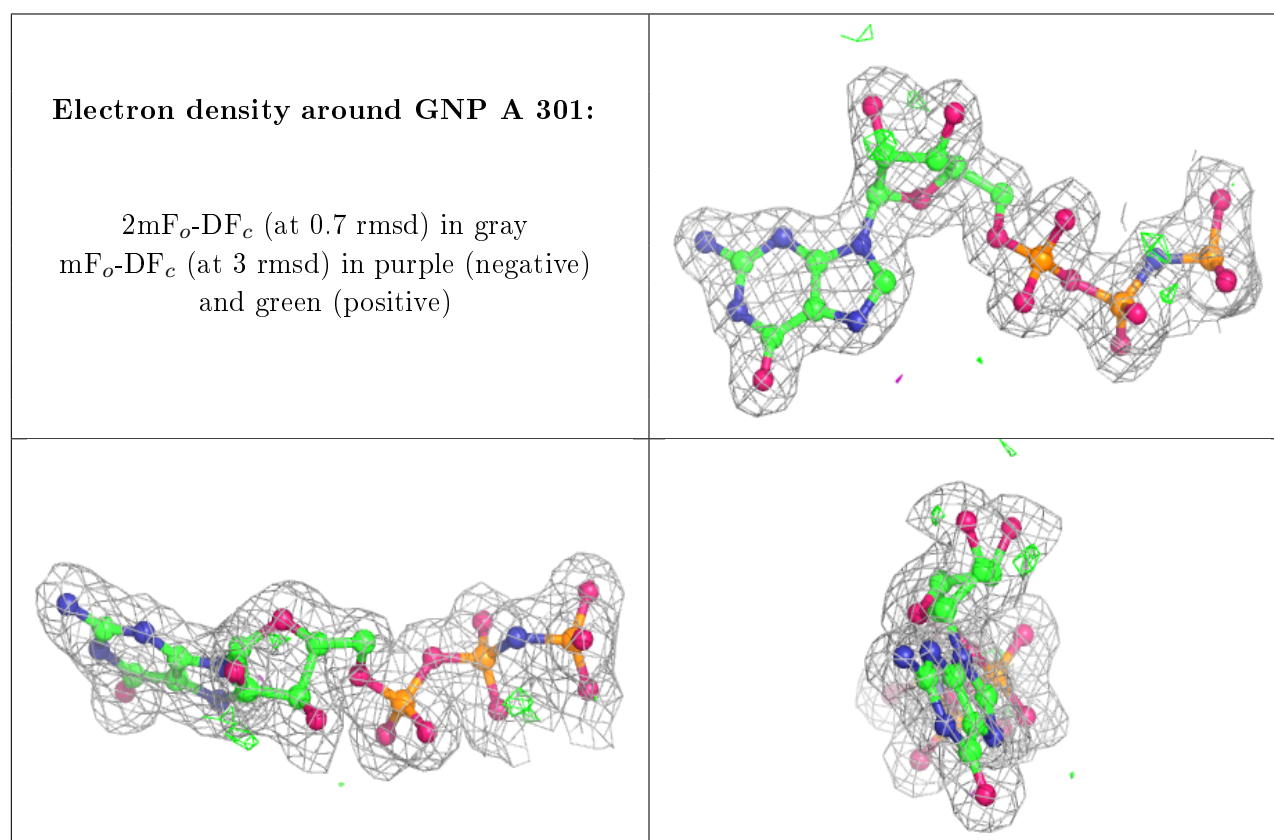 Electron density around GNP A 301:
2mFo-DFc (at 0.7 rmsd) in gray
mFo-DFc (at 3 rmsd) in purple (negative)
and green (positive)